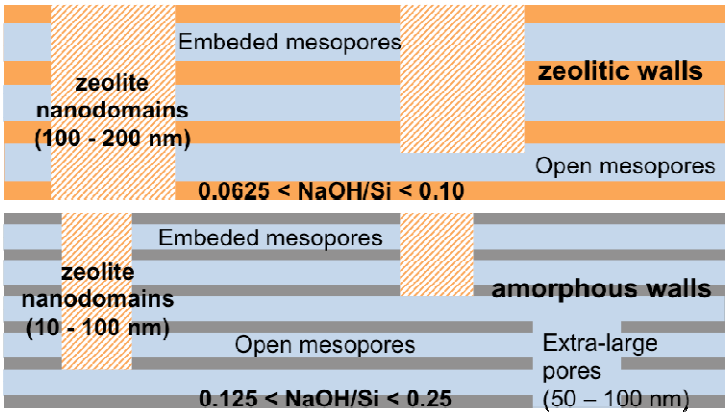 Embeded mesopores
zeolitic walls
zeolite
nanodomains
(100 - 200 nm)
Open mesopores
0.0625 < NaOH/Si < 0.10
Embeded mesopores
zeolite
nanodomains
(10 - 100 nm)
amorphous walls
Open mesopores
Extra-large
pores
(50 – 100 nm)
0.125 < NaOH/Si < 0.25